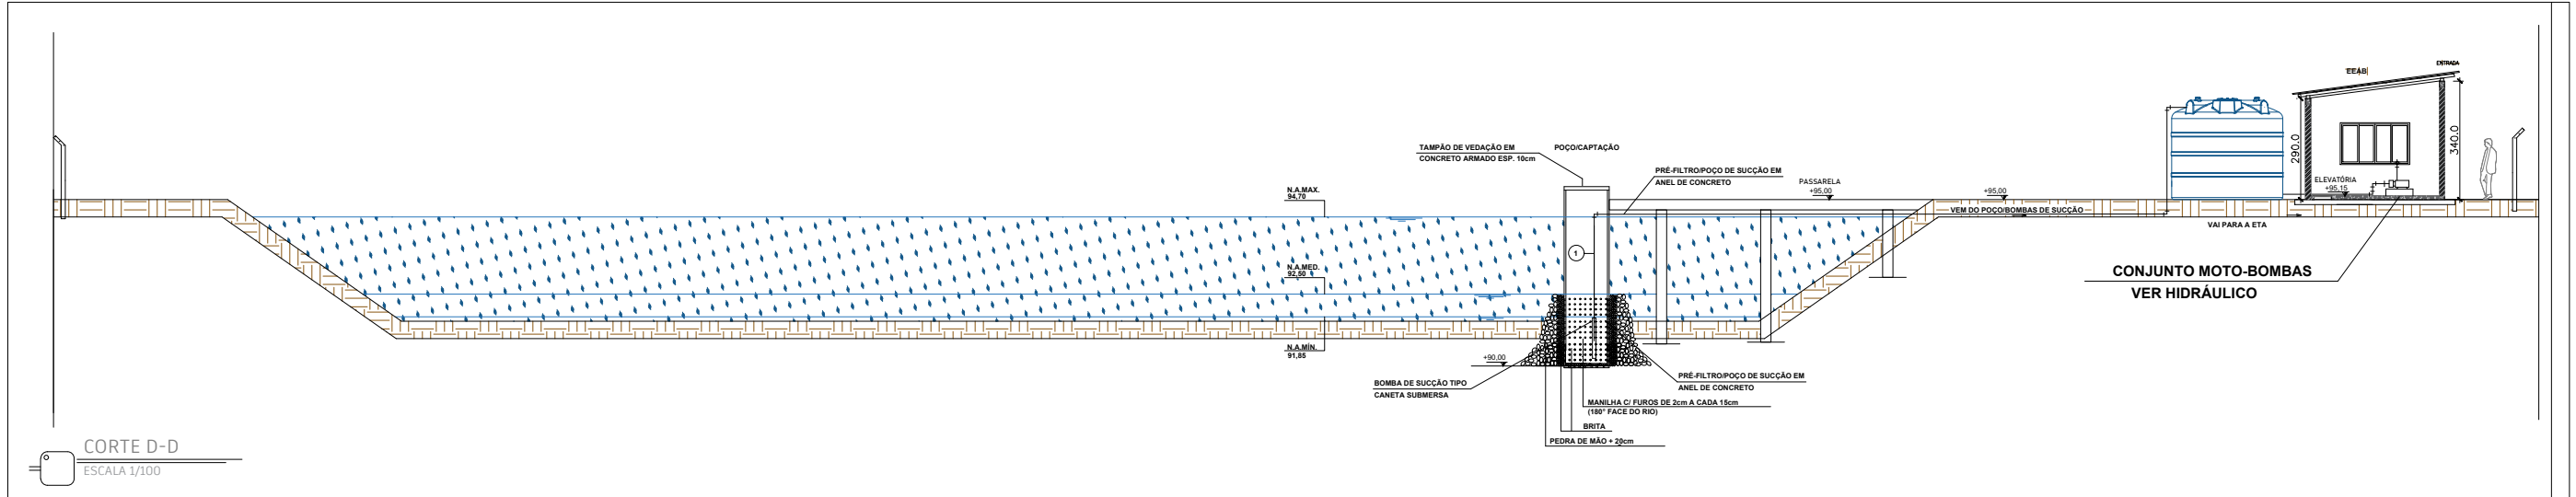 EEAB
ENTRADA
290.0
340.0
TAMPÃO DE VEDAÇÃO EM
CONCRETO ARMADO ESP. 10cm
POÇO/CAPTAÇÃO
PRÉ-FILTRO/POÇO DE SUCÇÃO EM
ANEL DE CONCRETO
PASSARELA
+95,00
+95,00
ELEVATÓRIA
+95.15
N.A.MAX.
94,70
VEM DO POÇO/BOMBAS DE SUCÇÃO
VAI PARA A ETA
1
N.A.MED.
92,50
CONJUNTO MOTO-BOMBAS
VER HIDRÁULICO
N.A.MÍN.
91,85
+90,00
BOMBA DE SUCÇÃO TIPO
CANETA SUBMERSA
PRÉ-FILTRO/POÇO DE SUCÇÃO EM
ANEL DE CONCRETO
MANILHA C/ FUROS DE 2cm A CADA 15cm
(180° FACE DO RIO)
BRITA
PEDRA DE MÃO + 20cm
CORTE D-D
ESCALA 1/100